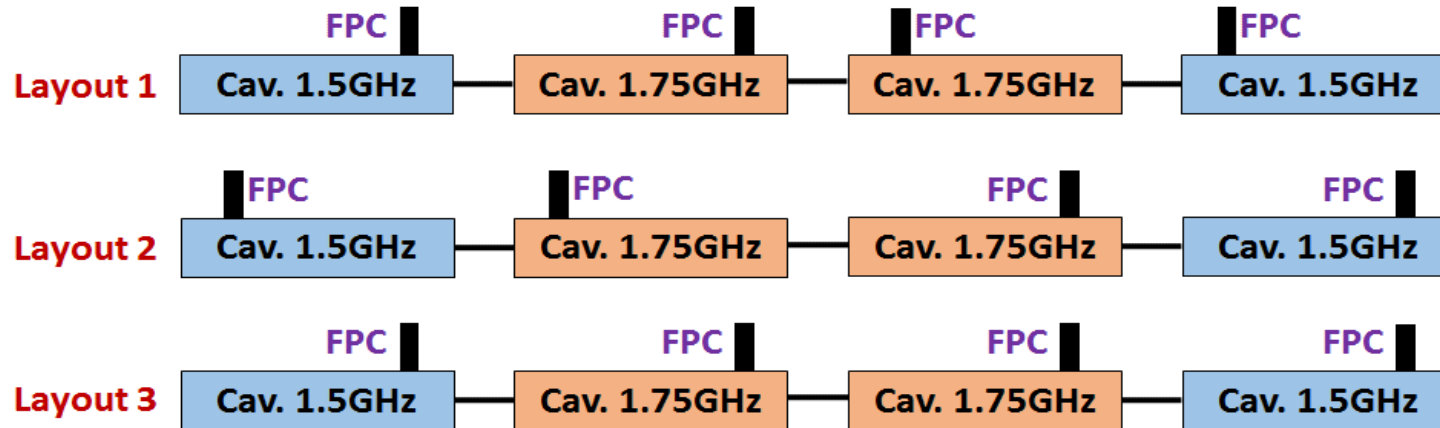 FPC FPC FPC FPC
Layout 1 Cav. 1.5GHz Cav. 1.75GHz Cav. 1.75GHz Cav. 1.5GHz
FPC FPC FPC FPC
Layout 2 Cav. 1.5GHz Cav. 1.75GHz Cav. 1.75GHz Cav. 1.5GHz
FPC FPC FPC FPC
Layout 3 Cav. 1.5GHz Cav. 1.75GHz Cav. 1.75GHz Cav. 1.5GHz